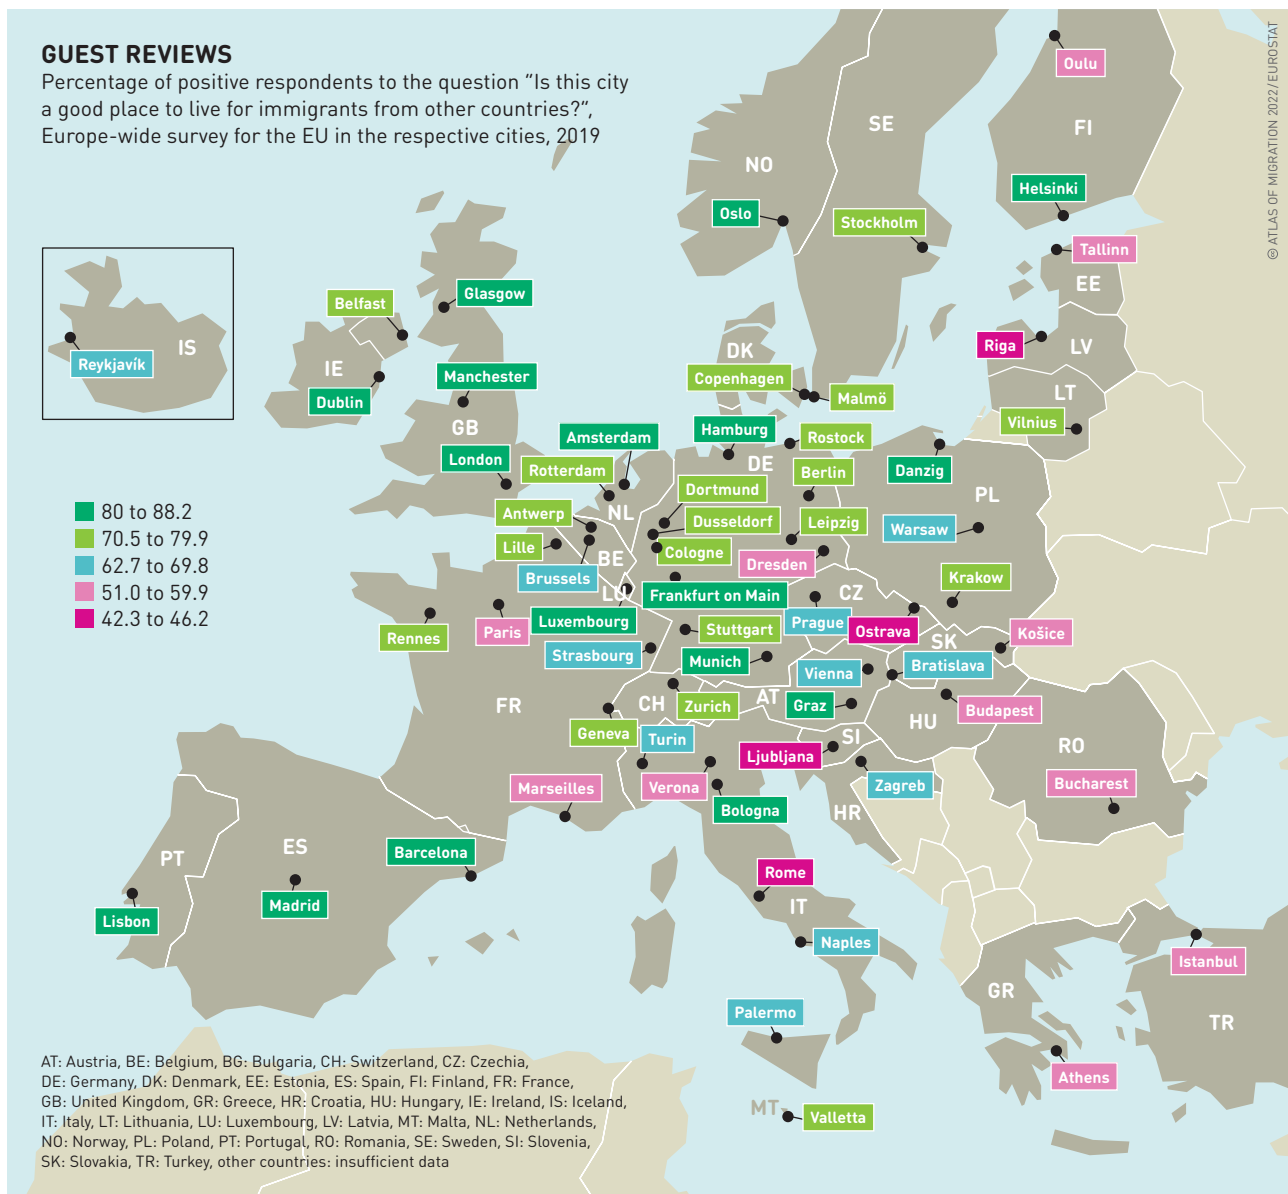 GUEST REVIEWS
Percentage of positive respondents to the question “Is this city
a good place to live for immigrants from other countries?”,
Europe-wide survey for the EU in the respective cities, 2019
© ATLAS OF MIGRATION 2022/EUROSTAT
Oulu
SE
FI
NO
Helsinki
Oslo
Stockholm
Tallinn
EE
Glasgow
Belfast
IS
Reykjavík
Riga
LV
DK
IE
Manchester
Copenhagen
Malmö
LT
Dublin
Vilnius
GB
Amsterdam
Hamburg
Rostock
London
Rotterdam
DE
Berlin
Danzig
PL
Dortmund
80 to 88.2
70.5 to 79.9
62.7 to 69.8
51.0 to 59.9
42.3 to 46.2
Antwerp
NL
Dusseldorf
Leipzig
Warsaw
Lille
BE
Cologne
Dresden
Brussels
Krakow
LU
Frankfurt on Main
CZ
Rennes
Paris
Luxembourg
Stuttgart
Prague
Ostrava
SK
Košice
Strasbourg
Munich
Vienna
Bratislava
FR
CH
Zurich
AT
Graz
HU
Budapest
Geneva
Turin
SI
RO
Ljubljana
Marseilles
Verona
Zagreb
Bucharest
Bologna
HR
PT
ES
Barcelona
Rome
Lisbon
Madrid
IT
Naples
Istanbul
GR
Palermo
TR
Athens
MT
Valletta
AT: Austria, BE: Belgium, BG: Bulgaria, CH: Switzerland, CZ: Czechia,
DE: Germany, DK: Denmark, EE: Estonia, ES: Spain, FI: Finland, FR: France,
GB: United Kingdom, GR: Greece, HR: Croatia, HU: Hungary, IE: Ireland, IS: Iceland,
IT: Italy, LT: Lithuania, LU: Luxembourg, LV: Latvia, MT: Malta, NL: Netherlands,
NO: Norway, PL: Poland, PT: Portugal, RO: Romania, SE: Sweden, SI: Slovenia,
SK: Slovakia, TR: Turkey, other countries: insufficient data